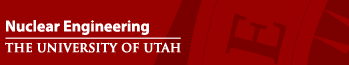 Nuclear Engineering
THE UNIVERSITY OF UTAH
E